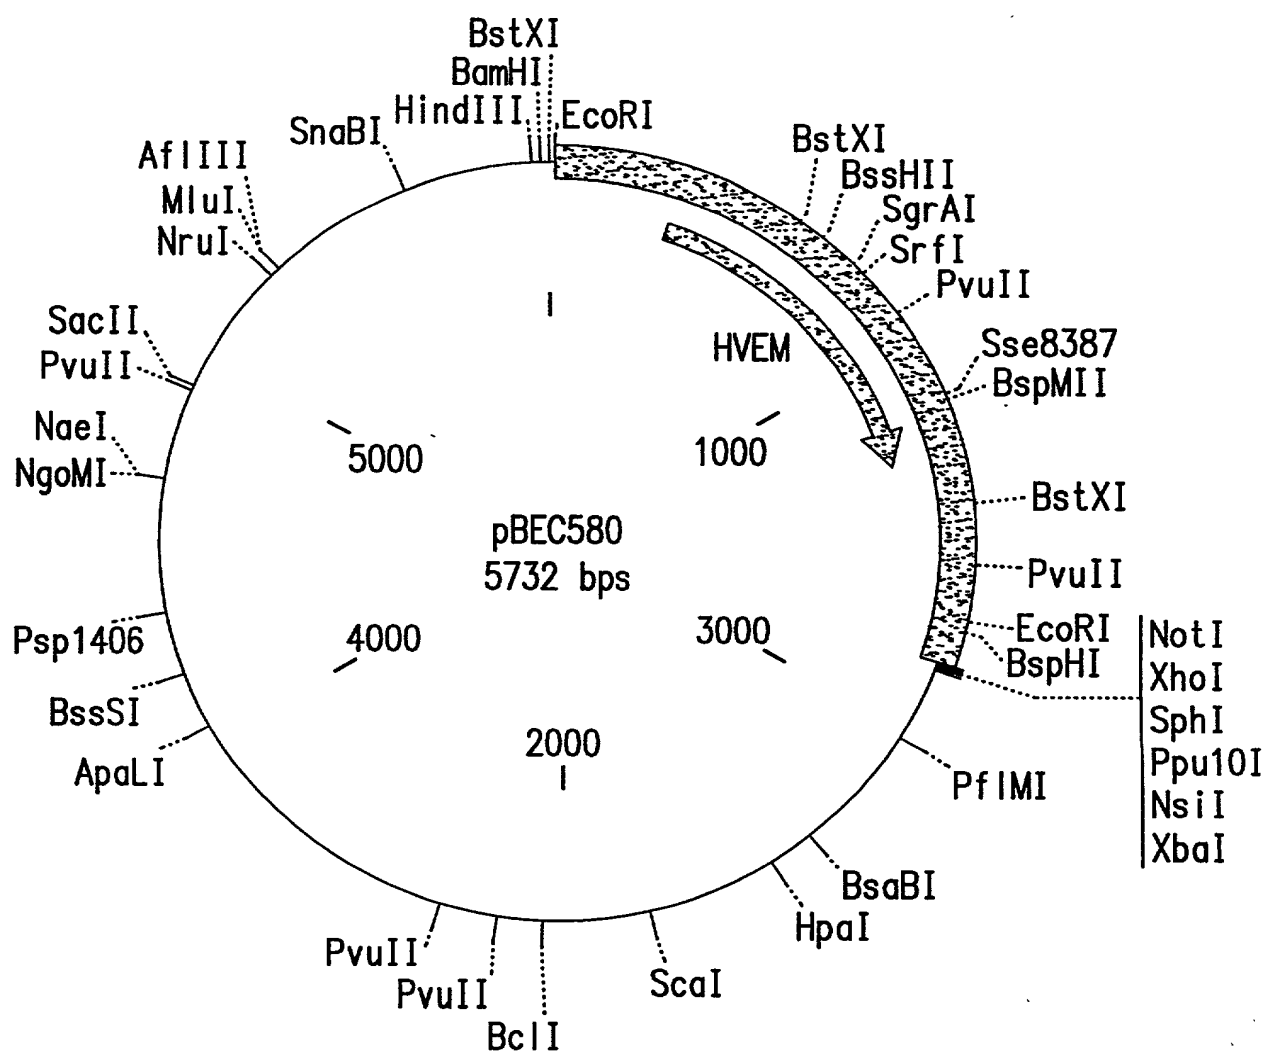 BstXI
BamHI
HindIII
EcoRI
SnaBI
AflIII
MluI
NruI
SacII
PvuII
NaeI
NgoMI
Psp1406
BssSI
ApaLI
PvuII
PvuII
BclI
ScaI
HpaI
BsaBI
PflMI
BstXI
BssHII
SgrAI
SrfI
PvuII
Sse8387
BspMII
BstXI
PvuII
EcoRI
BspHI
NotI
XhoI
SphI
Ppu10I
NsiI
XbaI
HVEM
5000
1000
pBEC580
5732 bps
4000
3000
2000